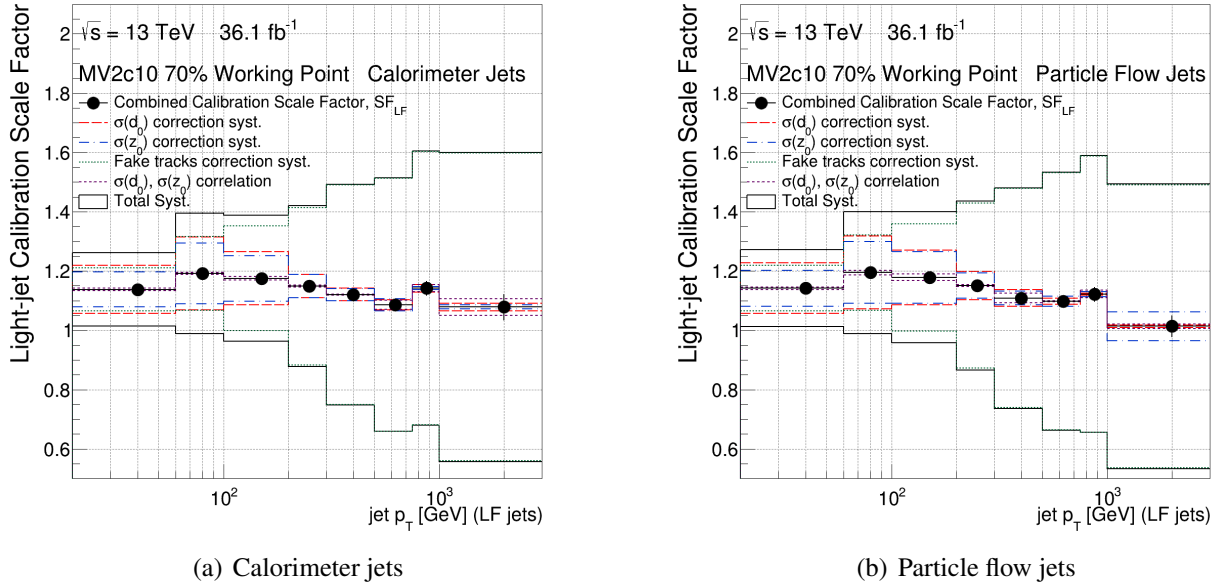 Light-jet Calibration Scale Factor
√s = 13 TeV 36.1 fb⁻¹
MV2c10 70% Working Point Calorimeter Jets
Combined Calibration Scale Factor, SF_LF
σ(d₀) correction syst.
σ(z₀) correction syst.
Fake tracks correction syst.
σ(d₀), σ(z₀) correlation
Total Syst.
2
1.8
1.6
1.4
1.2
1
0.8
0.6
10² 10³
jet p_T [GeV] (LF jets)
(a) Calorimeter jets
Light-jet Calibration Scale Factor
√s = 13 TeV 36.1 fb⁻¹
MV2c10 70% Working Point Particle Flow Jets
Combined Calibration Scale Factor, SF_LF
σ(d₀) correction syst.
σ(z₀) correction syst.
Fake tracks correction syst.
σ(d₀), σ(z₀) correlation
Total Syst.
2
1.8
1.6
1.4
1.2
1
0.8
0.6
10² 10³
jet p_T [GeV] (LF jets)
(b) Particle flow jets